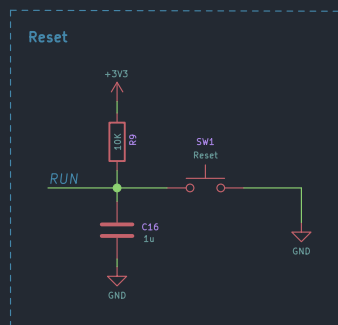 Reset
+3V3
10K
R9
SW1
Reset
RUN
C16
1u
GND
GND